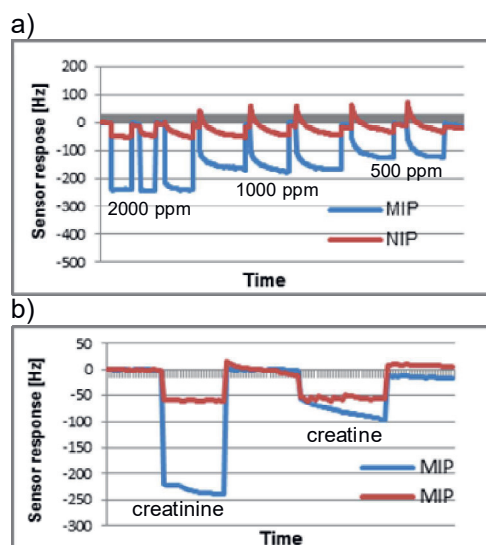 a)
200
100
0
-100
-200
-300
-400
-500
Sensor respose [Hz]
2000 ppm
1000 ppm
500 ppm
MIP
NIP
Time
b)
50
0
-50
-100
-150
-200
-250
-300
Sensor response [Hz]
creatinine
creatine
MIP
MIP
Time